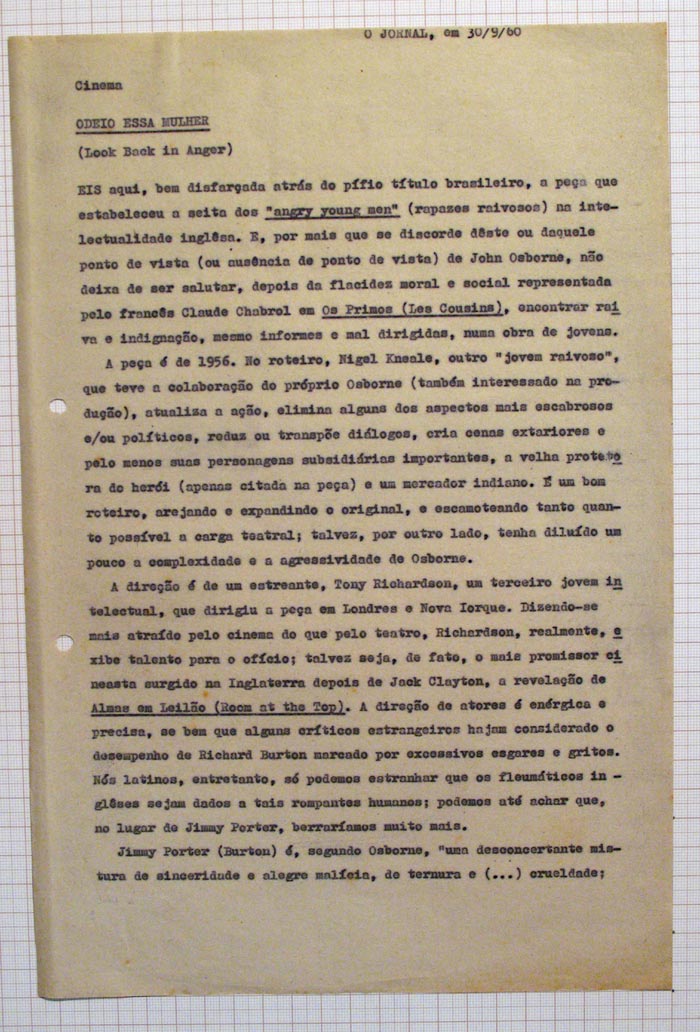 O JORNAL, em 30/9/60
Cinema
ODEIO ESSA MULHER
(Look Back in Anger)
EIS aqui, bem disfarçada atrás do pífio título brasileiro, a peça que
estabeleceu a seita dos "angry young men" (rapazes raivosos) na inte-
lectualidade inglêsa. E, por mais que se discorde dêste ou daquele
ponto de vista (ou ausência de ponto de vista) de John Osborne, não
deixa de ser salutar, depois da flacidez moral e social representada
pelo francês Claude Chabrol em Os Primos (Les Cousins), encontrar rai
va e indignação, mesmo informes e mal dirigidas, numa obra de jovens.
A peça é de 1956. No roteiro, Nigel Kneale, outro "jovem raivoso",
que teve a colaboração do próprio Osborne (também interessado na pro-
dução), atualiza a ação, elimina alguns dos aspectos mais escabrosos
e/ou políticos, reduz ou transpõe diálogos, cria cenas extariores e
pelo menos suas personagens subsidiárias importantes, a velha proteto
ra do herói (apenas citada na peça) e um mercador indiano. É um bom
roteiro, arejando e expandindo o original, e escamoteando tanto quan-
to possível a carga teatral; talvez, por outro lado, tenha diluído um
pouco a complexidade e a agressividade de Osborne.
A direção é de um estreante, Tony Richardson, um terceiro jovem in
telectual, que dirigiu a peça em Londres e Nova Iorque. Dizendo-se
mais atraído pelo cinema do que pelo teatro, Richardson, realmente, e
xibe talento para o ofício; talvez seja, de fato, o mais promissor ci
neasta surgido na Inglaterra depois de Jack Clayton, a revelação de
Almas em Leilão (Room at the Top). A direção de atores é enérgica e
precisa, se bem que alguns críticos estrangeiros hajam considerado o
desempenho de Richard Burton marcado por excessivos esgares e gritos.
Nós latinos, entretanto, só podemos estranhar que os fleumáticos in -
glêses sejam dados a tais rompantes humanos; podemos até achar que,
no lugar de Jimmy Porter, berraríamos muito mais.
Jimmy Porter (Burton) é, segundo Osborne, "uma desconcertante mis-
tura de sinceridade e alegre malícia, de ternura e (...) crueldade;